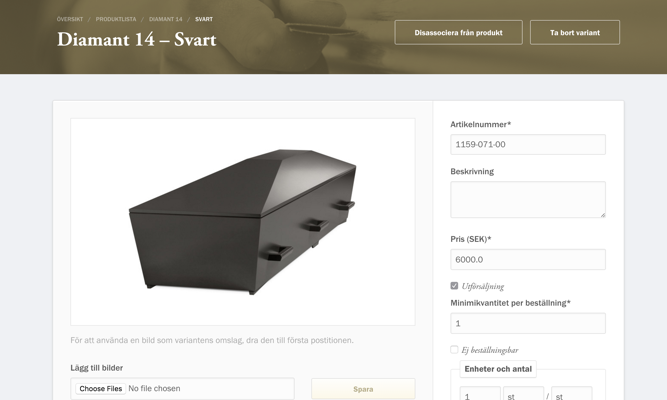 ÖVERSIKT / PRODUKTLISTA / DIAMANT 14 / SVART
Diamant 14 – Svart
Disassociera från produkt
Ta bort variant
Artikelnummer*
1159-071-00
Beskrivning
Pris (SEK)*
6000.0
Utförsäljning
Minimikvantitet per beställning*
1
Ej beställningsbar
Enheter och antal
1 st / st
För att använda en bild som variantens omslag, dra den till första postitionen.
Lägg till bilder
Choose Files No file chosen
Spara